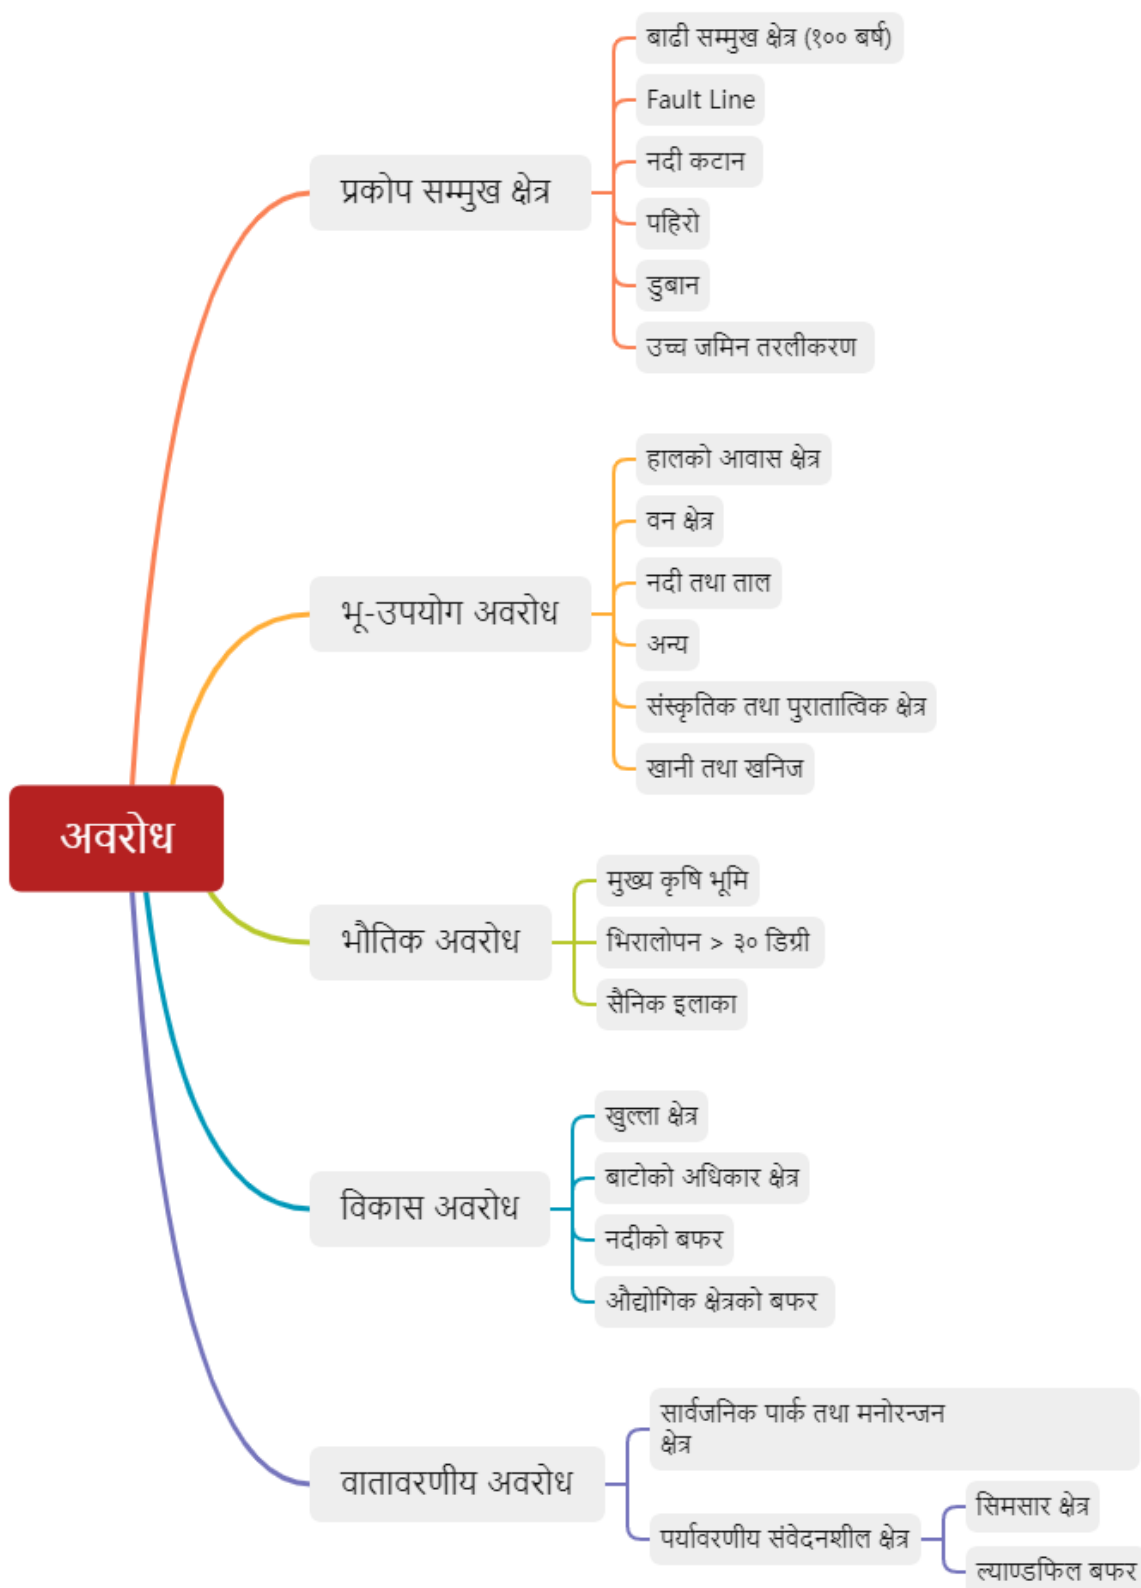 बाढी सम्मुख क्षेत्र (१०० बर्ष)
Fault Line
नदी कटान
प्रकोप सम्मुख क्षेत्र
पहिरो
डुबान
उच्च जमिन तरलीकरण
हालको आवास क्षेत्र
वन क्षेत्र
नदी तथा ताल
भू-उपयोग अवरोध
अन्य
संस्कृतिक तथा पुरातात्विक क्षेत्र
खानी तथा खनिज
अवरोध
मुख्य कृषि भूमि
भौतिक अवरोध
भिरालोपन > ३० डिग्री
सैनिक इलाका
खुल्ला क्षेत्र
बाटोको अधिकार क्षेत्र
विकास अवरोध
नदीको बफर
औद्योगिक क्षेत्रको बफर
सार्वजनिक पार्क तथा मनोरन्जन
क्षेत्र
वातावरणीय अवरोध
पर्यावरणीय संवेदनशील क्षेत्र
सिमसार क्षेत्र
ल्याण्डफिल बफर